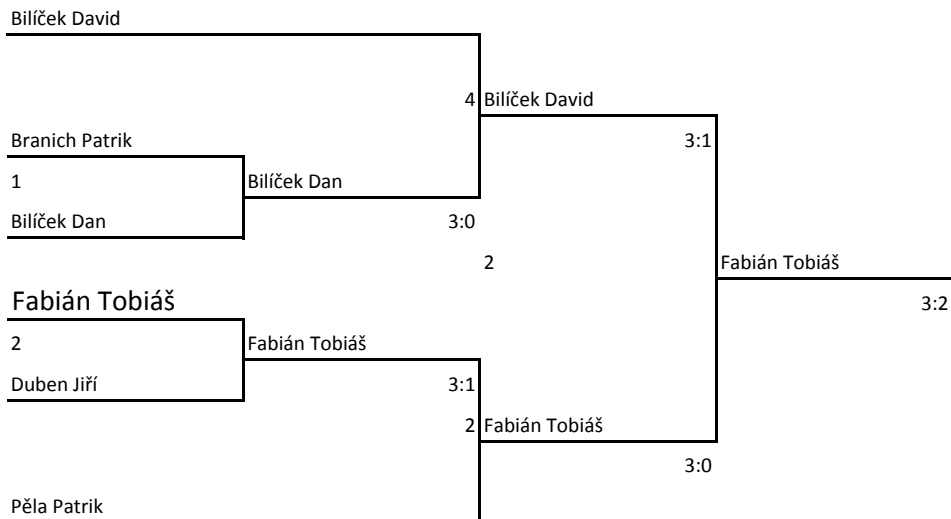 Bilíček David
4 Bilíček David
Branich Patrik
3:1
1
Bilíček Dan
Bilíček Dan
3:0
2
Fabián Tobiáš
Fabián Tobiáš
3:2
2
Fabián Tobiáš
Duben Jiří
3:1
2 Fabián Tobiáš
3:0
Pěla Patrik